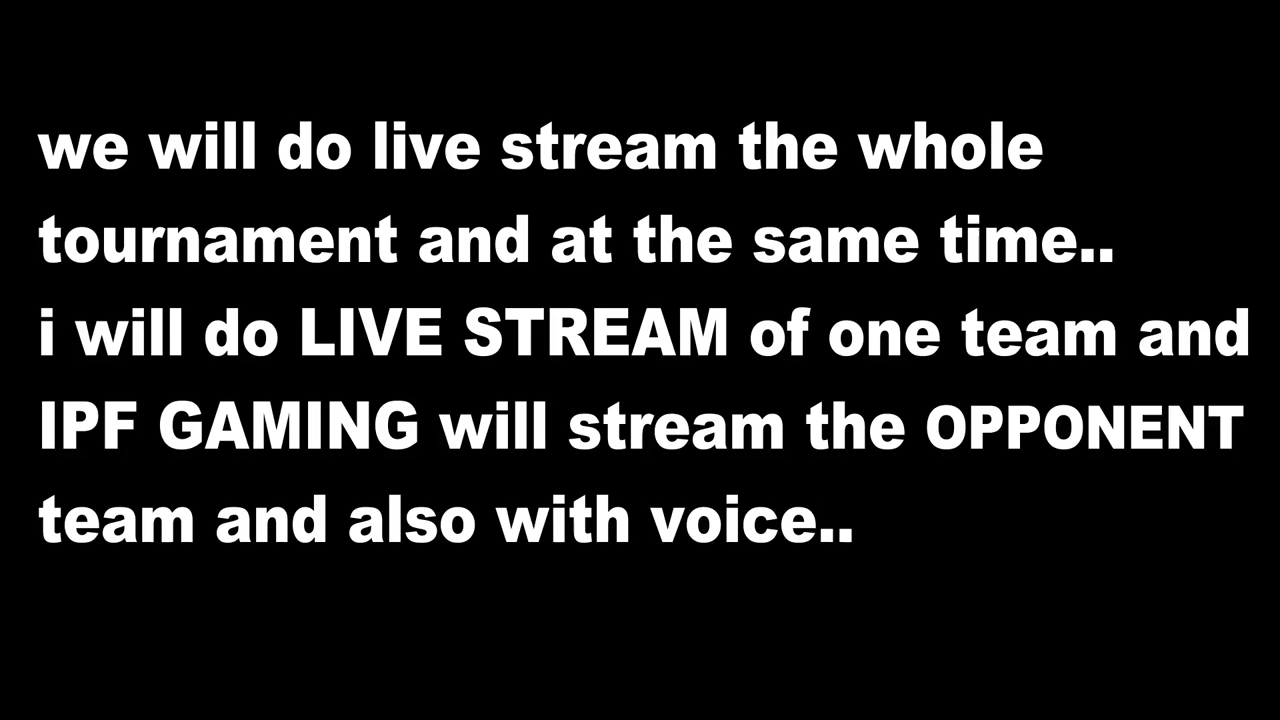 we will do live stream the whole
tournament and at the same time..
i will do LIVE STREAM of one team and
IPF GAMING will stream the OPPONENT
team and also with voice..